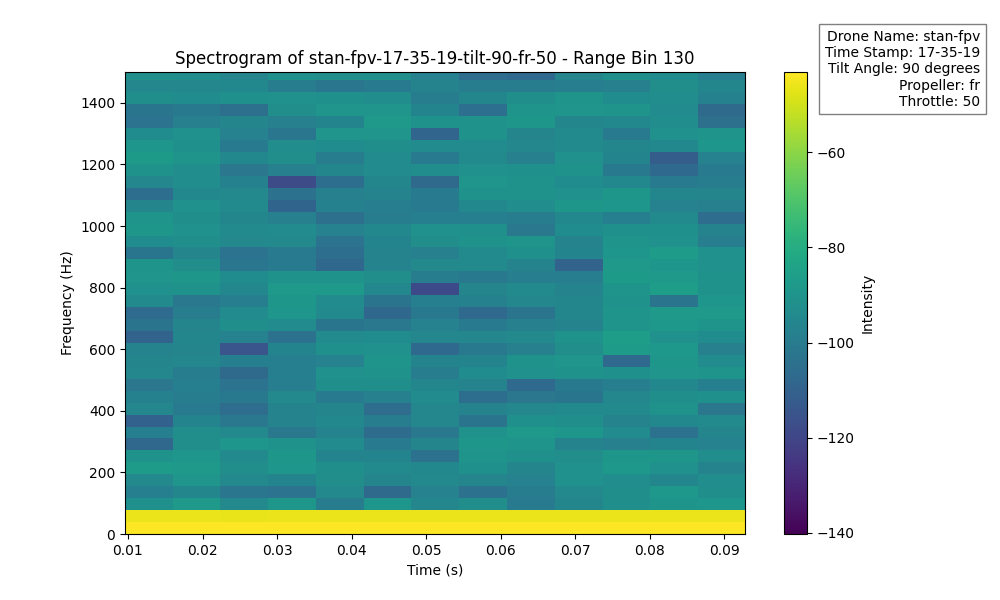 Drone Name: stan-fpv
Time Stamp: 17-35-19
Tilt Angle: 90 degrees
Propeller: fr
Throttle: 50
Spectrogram of stan-fpv-17-35-19-tilt-90-fr-50 - Range Bin 130
1400
1200
1000
800
600
400
200
0
Frequency (Hz)
0.01 0.02 0.03 0.04 0.05 0.06 0.07 0.08 0.09
Time (s)
−60
−80
−100
−120
−140
Intensity